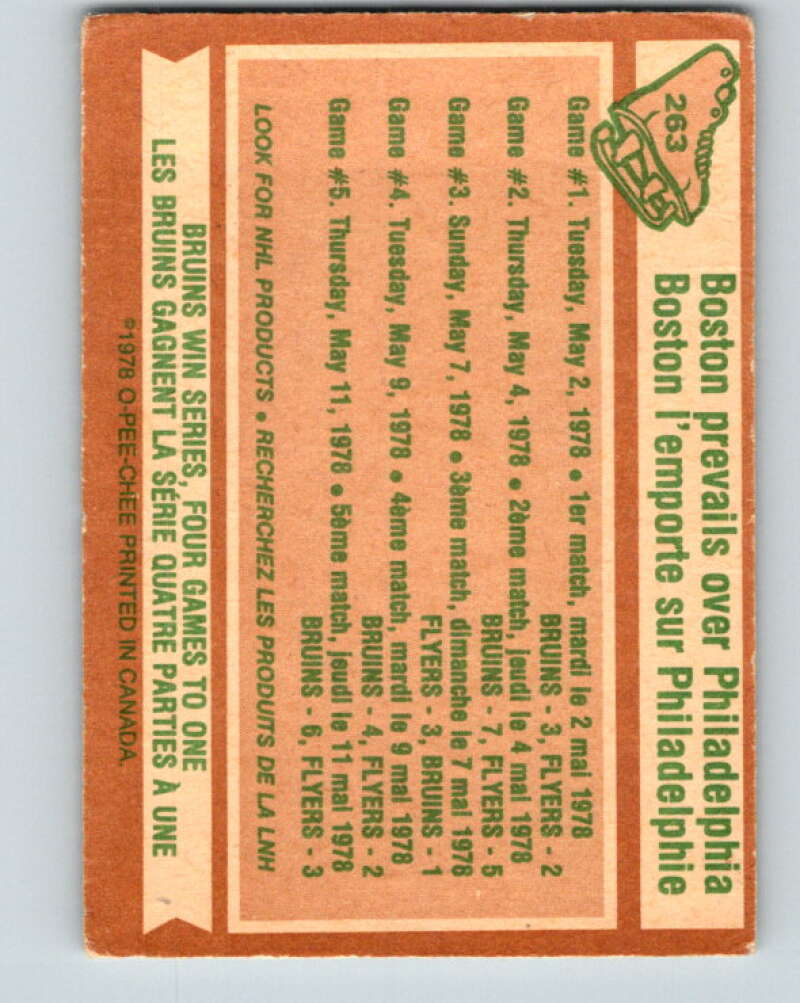 263
Boston prevails over Philadelphia
Boston l'emporte sur Philadelphie
Game #1. Tuesday, May 2, 1978 • 1er match, mardi le 2 mai 1978
BRUINS - 3, FLYERS - 2
Game #2. Thursday, May 4, 1978 • 2ème match, jeudi le 4 mai 1978
BRUINS - 7, FLYERS - 5
Game #3. Sunday, May 7, 1978 • 3ème match, dimanche le 7 mai 1978
FLYERS - 3, BRUINS - 1
Game #4. Tuesday, May 9, 1978 • 4ème match, mardi le 9 mai 1978
BRUINS - 4, FLYERS - 2
Game #5. Thursday, May 11, 1978 • 5ème match, jeudi le 11 mai 1978
BRUINS - 6, FLYERS - 3
LOOK FOR NHL PRODUCTS • RECHERCHEZ LES PRODUITS DE LA LNH
BRUINS WIN SERIES, FOUR GAMES TO ONE
LES BRUINS GAGNENT LA SÉRIE QUATRE PARTIES À UNE
©1978 O-PEE-CHEE PRINTED IN CANADA.